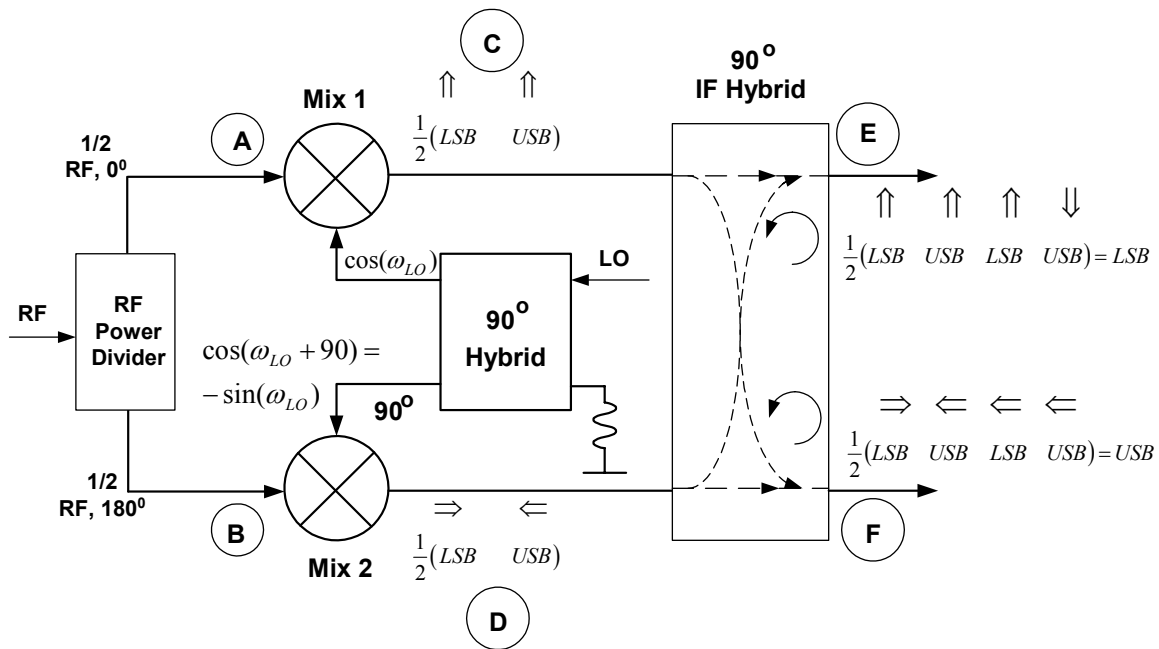 C
90°
IF Hybrid
Mix 1
⇑ ⇑
1/2 (LSB USB)
A
E
1/2
RF, 0⁰
⇑ ⇑ ⇑ ⇓
1/2 (LSB USB LSB USB) = LSB
cos(ω_LO)
LO
RF
RF
Power
Divider
90°
Hybrid
cos(ω_LO + 90) =
− sin(ω_LO)
90°
⇒ ⇐ ⇐ ⇐
1/2 (LSB USB LSB USB) = USB
1/2
RF, 180⁰
B
Mix 2
⇒ ⇐
1/2 (LSB USB)
F
D